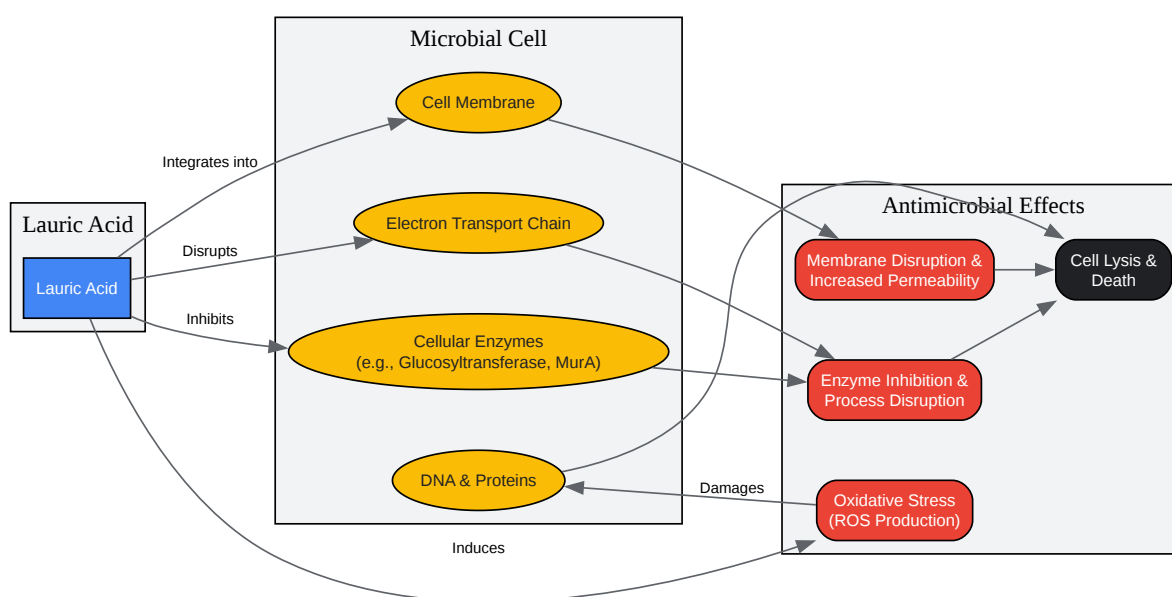 Microbial Cell
Cell Membrane
Integrates into
Lauric Acid
Lauric Acid
Disrupts
Electron Transport Chain
Inhibits
Cellular Enzymes
(e.g., Glucosyltransferase, MurA)
DNA & Proteins
Damages
Induces
Antimicrobial Effects
Membrane Disruption &
Increased Permeability
Cell Lysis &
Death
Enzyme Inhibition &
Process Disruption
Oxidative Stress
(ROS Production)